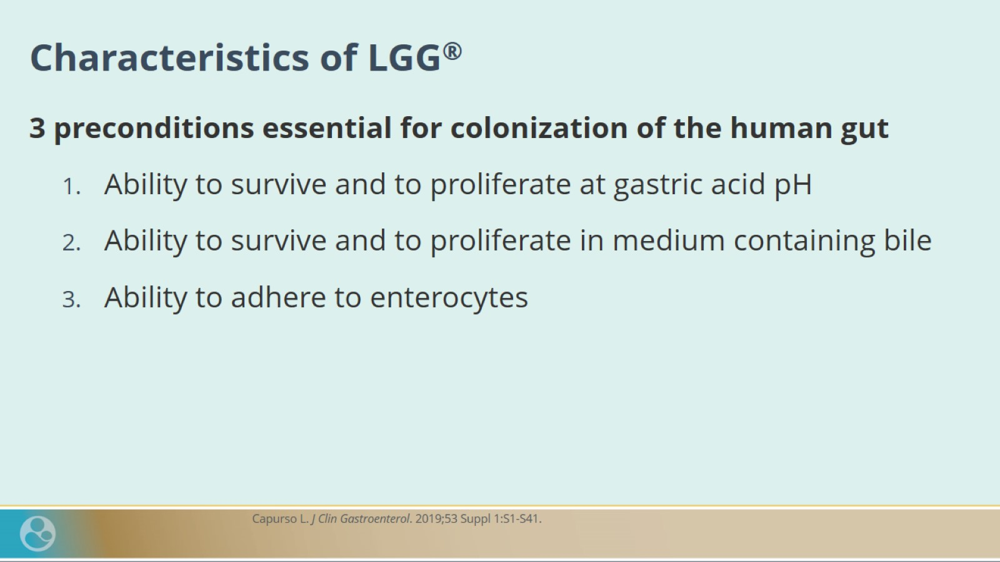 Characteristics of LGG®
3 preconditions essential for colonization of the human gut
1. Ability to survive and to proliferate at gastric acid pH
2. Ability to survive and to proliferate in medium containing bile
3. Ability to adhere to enterocytes
Capurso L. J Clin Gastroenterol. 2019;53 Suppl 1:S1-S41.